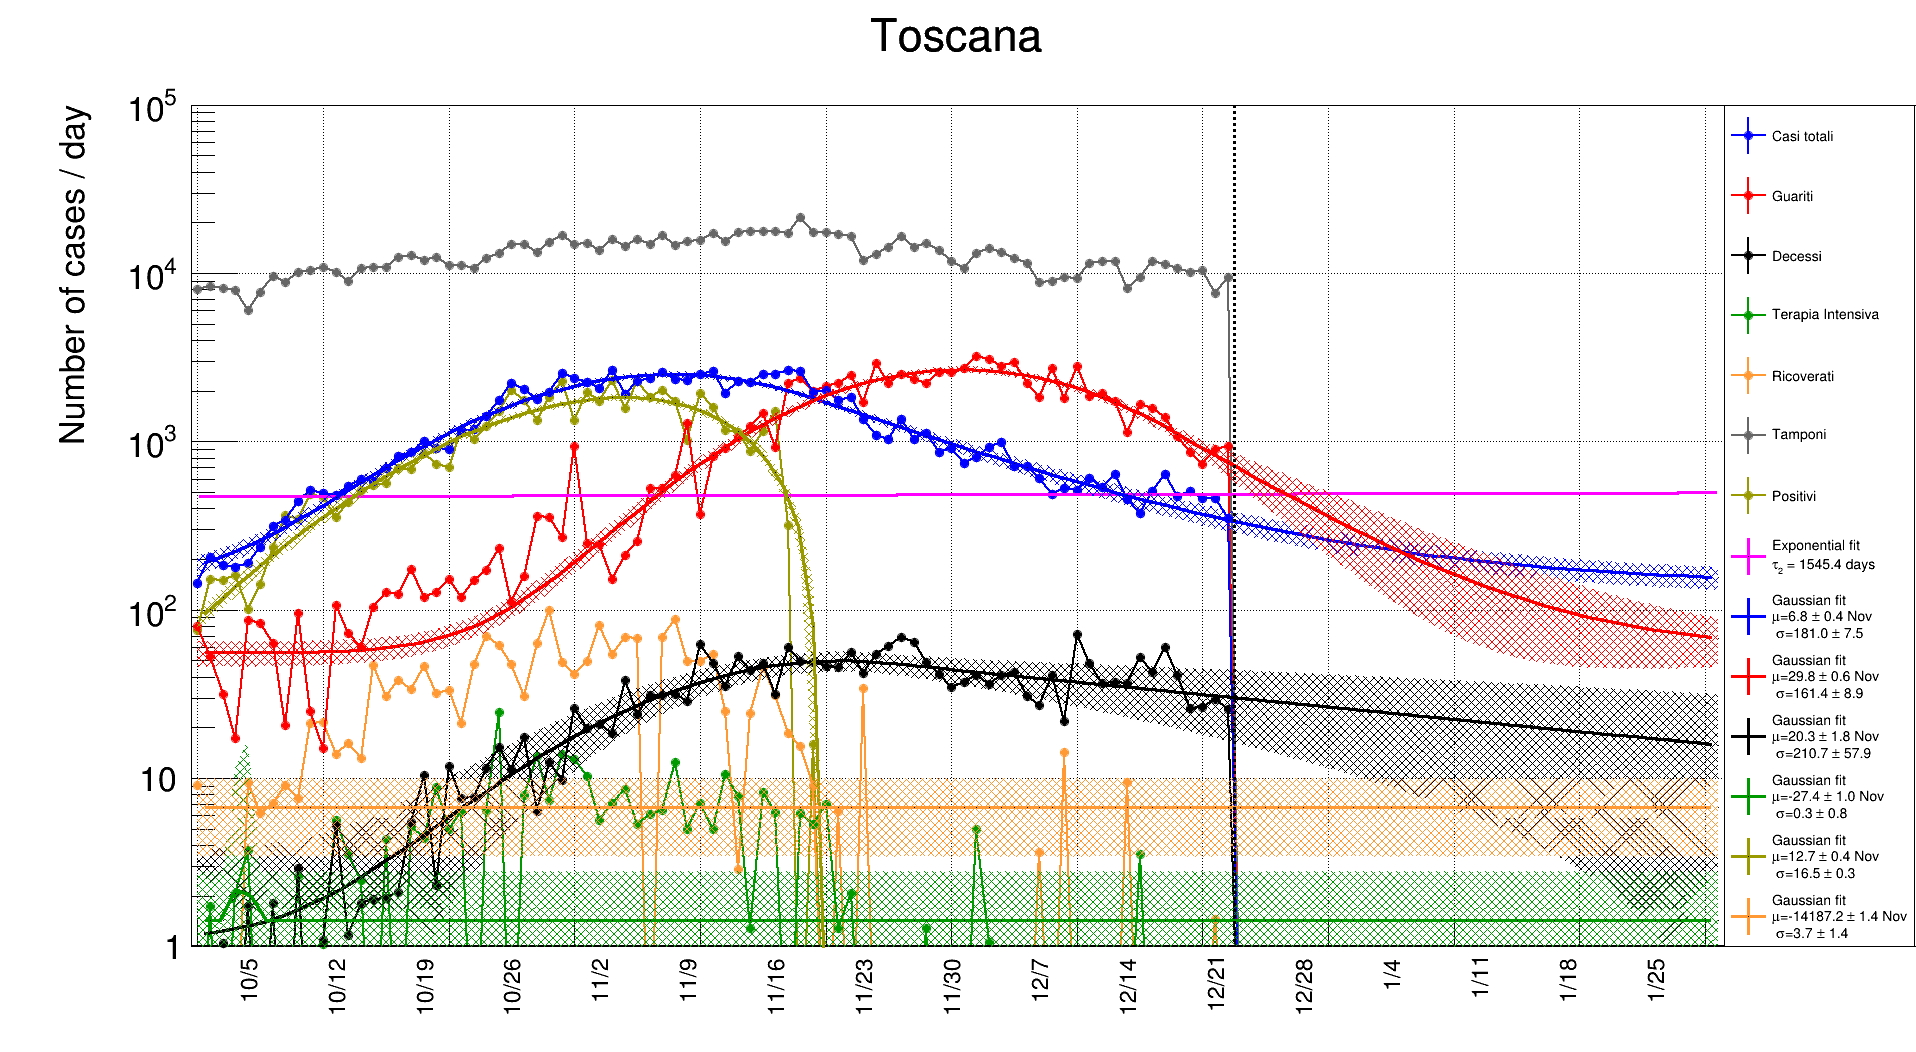 Toscana
Number of cases / day
10^5
10^4
10^3
10^2
10
1
10/5
10/12
10/19
10/26
11/2
11/9
11/16
11/23
11/30
12/7
12/14
12/21
12/28
1/4
1/11
1/18
1/25
Casi totali
Guariti
Decessi
Terapia Intensiva
Ricoverati
Tamponi
Positivi
Exponential fit
τ₂ = 1545.4 days
Gaussian fit
μ=6.8 ± 0.4 Nov
σ=181.0 ± 7.5
Gaussian fit
μ=29.8 ± 0.6 Nov
σ=161.4 ± 8.9
Gaussian fit
μ=20.3 ± 1.8 Nov
σ=210.7 ± 57.9
Gaussian fit
μ=-27.4 ± 1.0 Nov
σ=0.3 ± 0.8
Gaussian fit
μ=12.7 ± 0.4 Nov
σ=16.5 ± 0.3
Gaussian fit
μ=-14187.2 ± 1.4 Nov
σ=3.7 ± 1.4